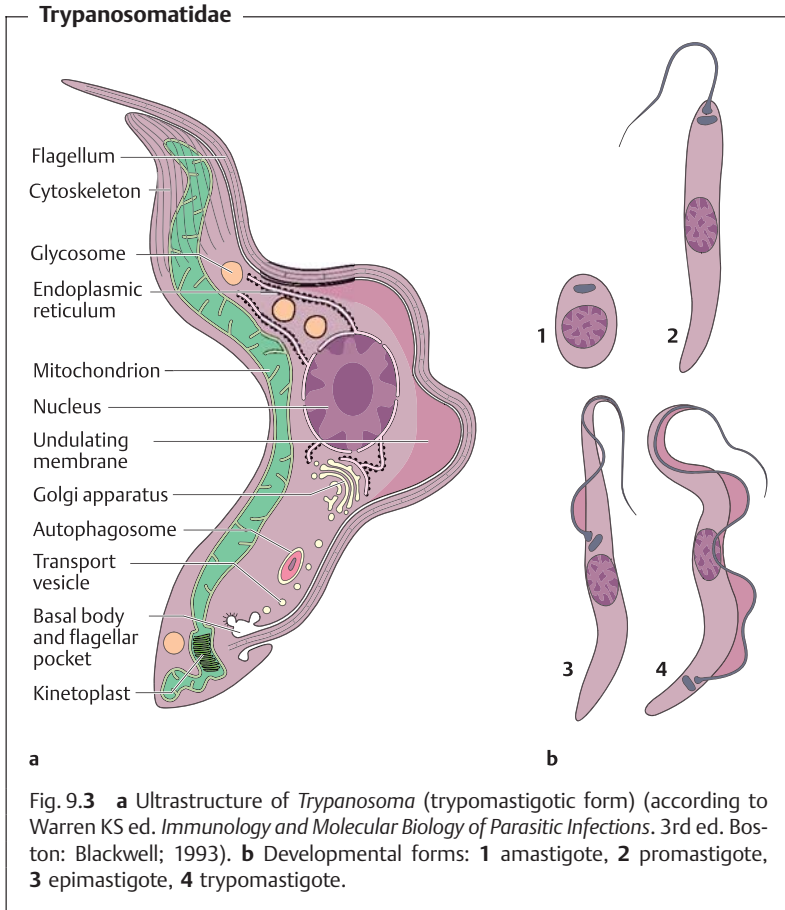 Trypanosomatidae
Flagellum
Cytoskeleton
Glycosome
Endoplasmic
reticulum
Mitochondrion
Nucleus
Undulating
membrane
Golgi apparatus
Autophagosome
Transport
vesicle
Basal body
and flagellar
pocket
Kinetoplast
a
1
2
3
4
b
Fig. 9.3 a Ultrastructure of Trypanosoma (trypomastigotic form) (according to
Warren KS ed. Immunology and Molecular Biology of Parasitic Infections. 3rd ed. Bos-
ton: Blackwell; 1993). b Developmental forms: 1 amastigote, 2 promastigote,
3 epimastigote, 4 trypomastigote.